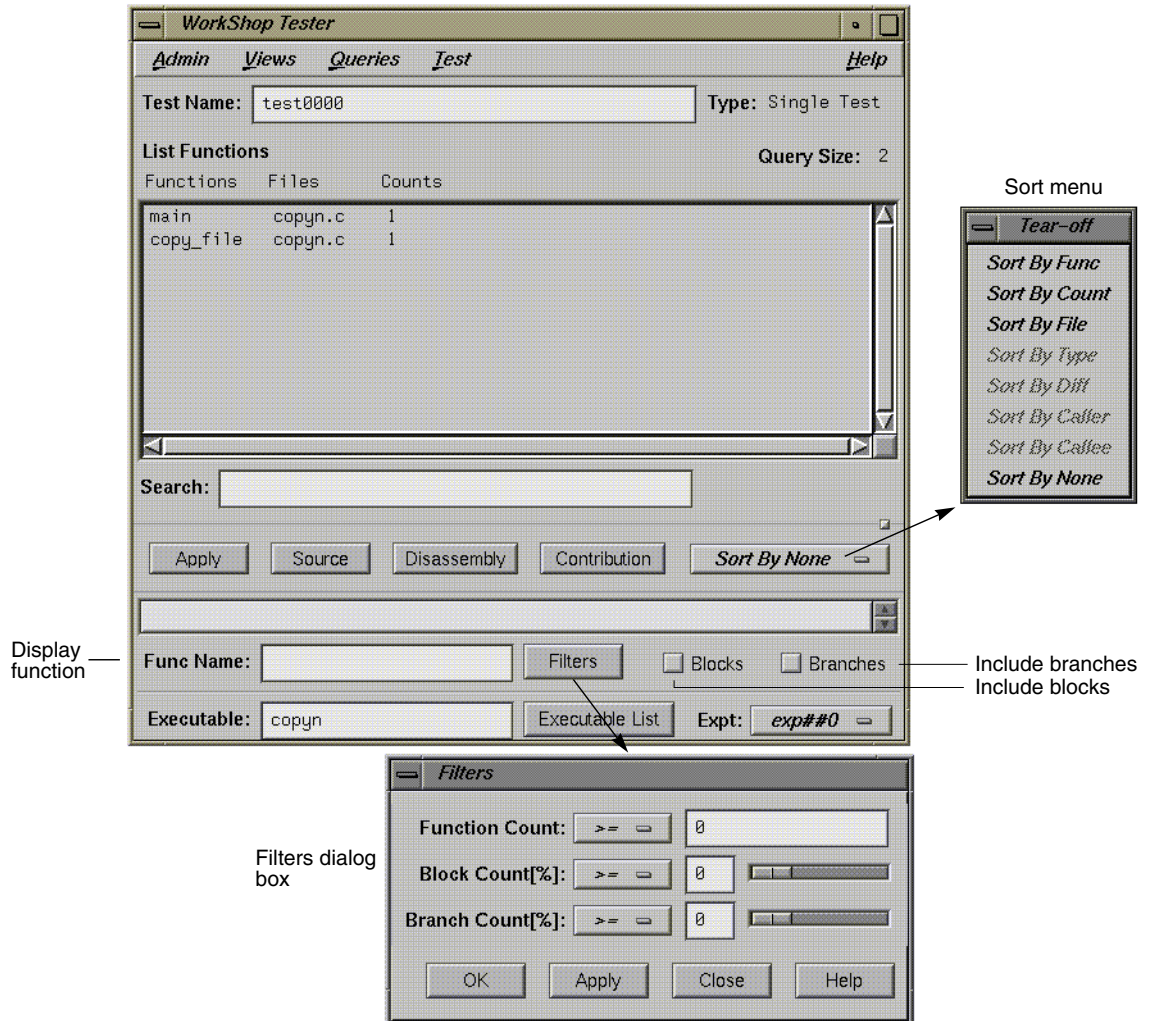 WorkShop Tester
Admin Views Queries Test Help
Test Name: test0000 Type: Single Test
List Functions Query Size: 2
Functions Files Counts
main copyn.c 1
copy_file copyn.c 1
Sort menu
Tear-off
Sort By Func
Sort By Count
Sort By File
Sort By Type
Sort By Diff
Sort By Caller
Sort By Callee
Sort By None
Search:
Apply Source Disassembly Contribution Sort By None
Display
function
Func Name: Filters Blocks Branches
Include branches
Include blocks
Executable: copyn Executable List Expt: exp##0
Filters
Filters dialog
box
Function Count: >= 0
Block Count[%]: >= 0
Branch Count[%]: >= 0
OK Apply Close Help